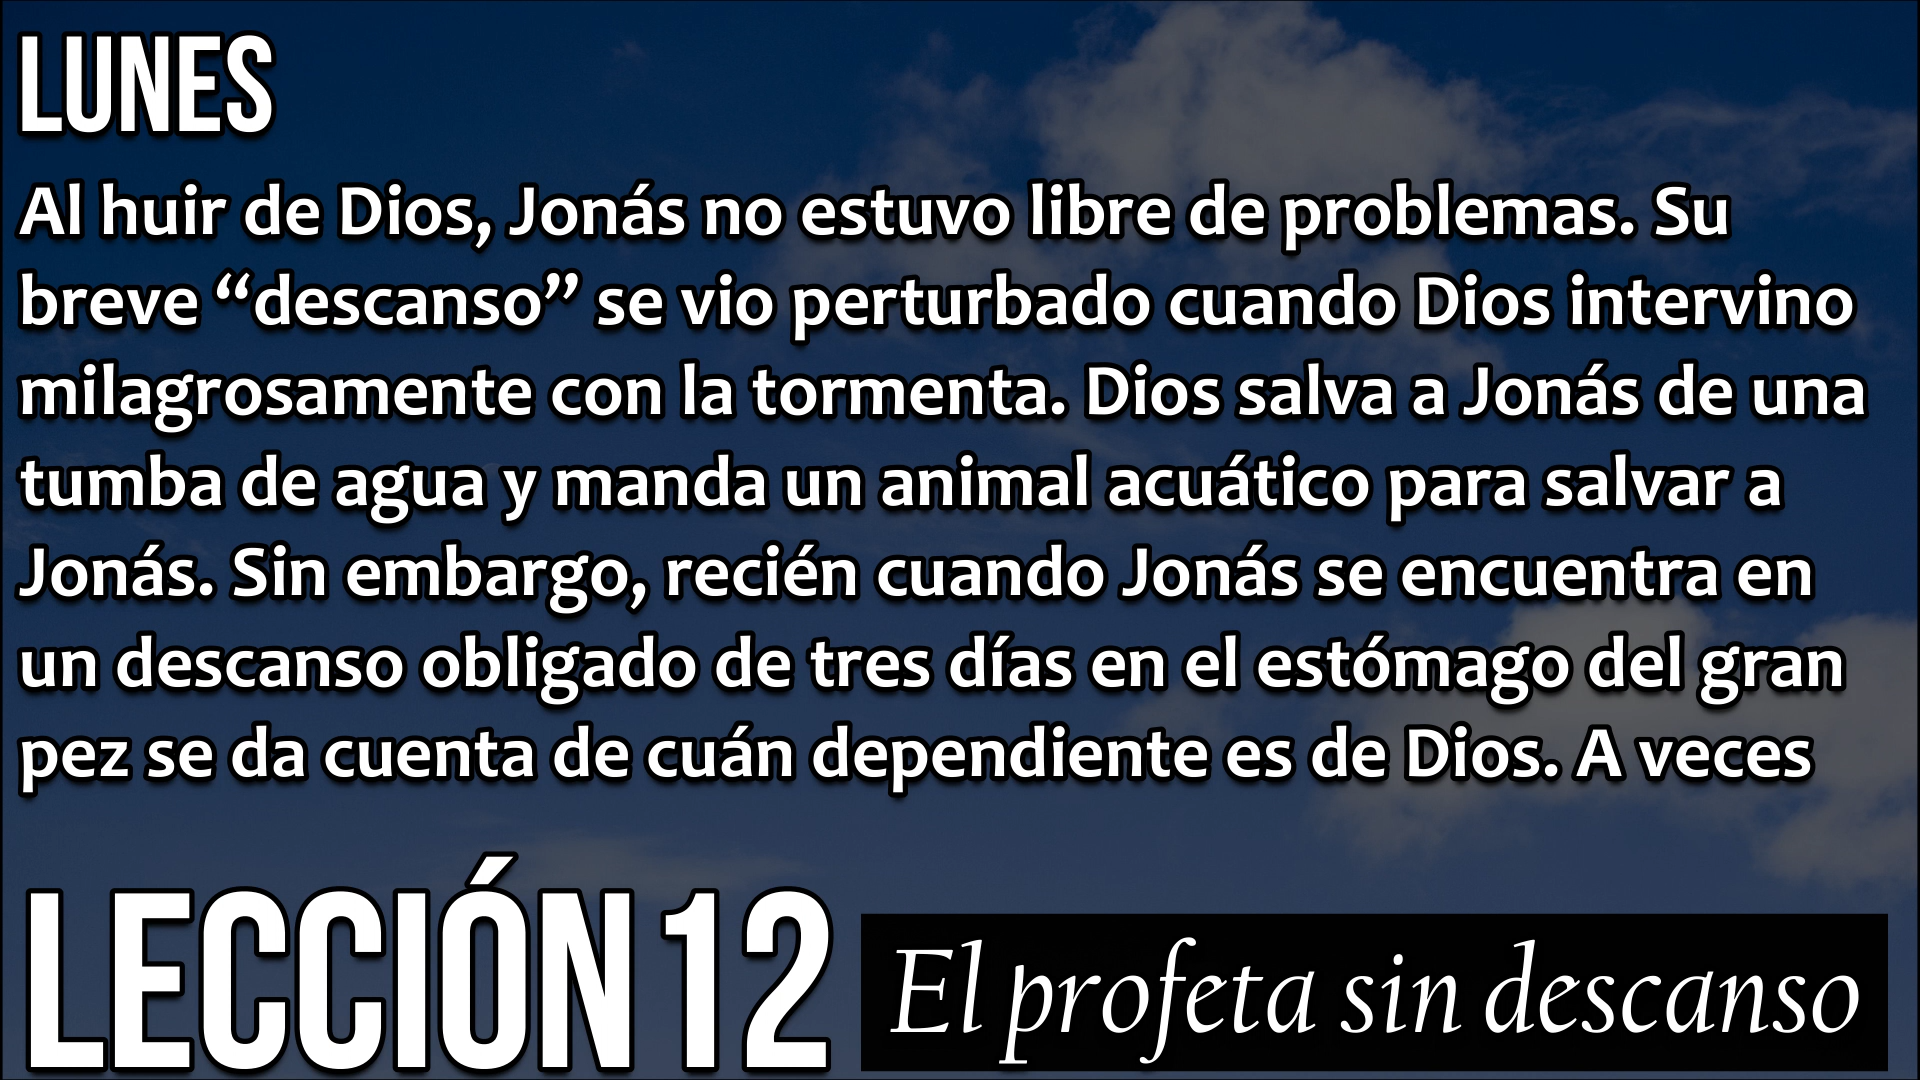 LUNES
Al huir de Dios, Jonás no estuvo libre de problemas. Su
breve “descanso” se vio perturbado cuando Dios intervino
milagrosamente con la tormenta. Dios salva a Jonás de una
tumba de agua y manda un animal acuático para salvar a
Jonás. Sin embargo, recién cuando Jonás se encuentra en
un descanso obligado de tres días en el estómago del gran
pez se da cuenta de cuán dependiente es de Dios. A veces
LECCIÓN 12
El profeta sin descanso